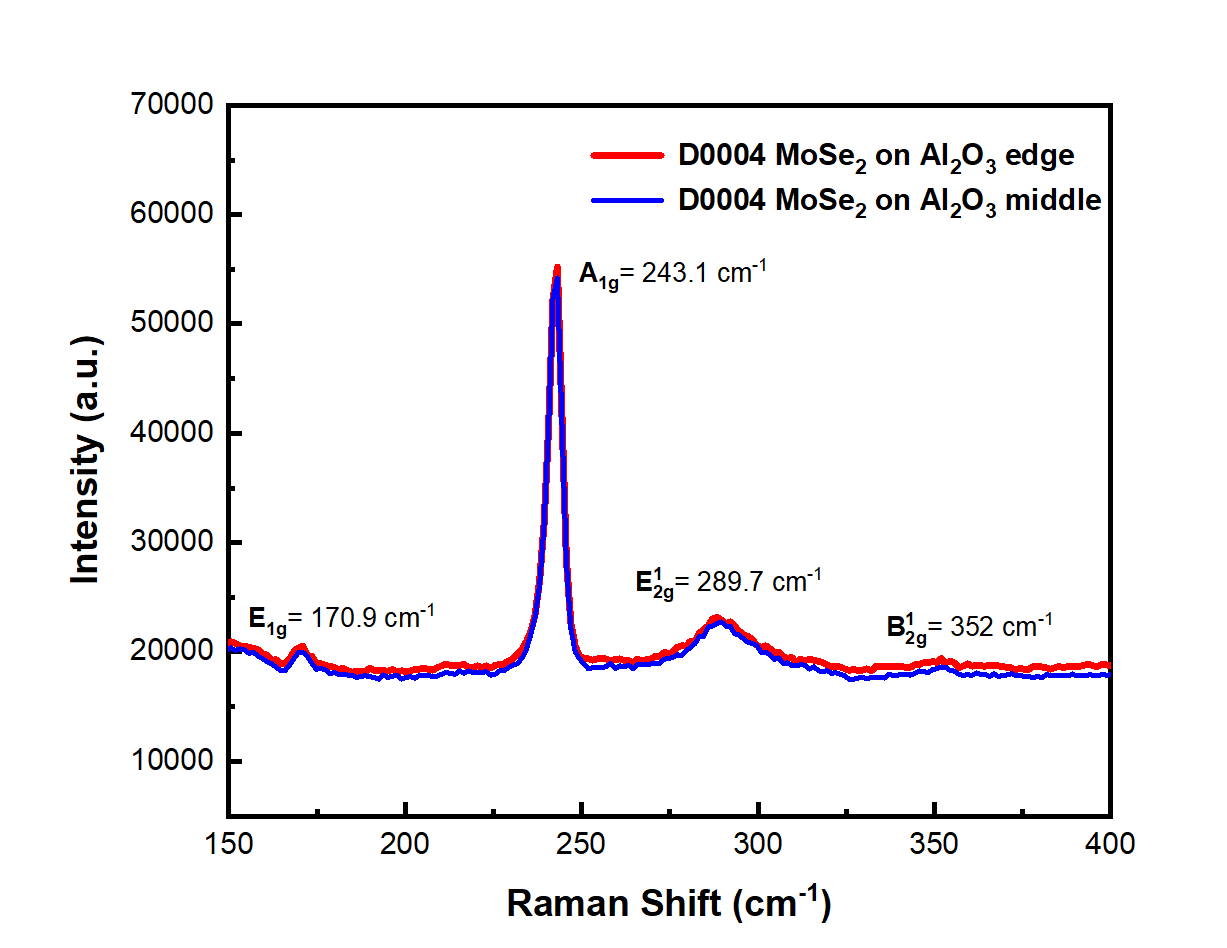 70000
60000
50000
40000
30000
20000
10000
Intensity (a.u.)
D0004 MoSe₂ on Al₂O₃ edge
D0004 MoSe₂ on Al₂O₃ middle
A₁g= 243.1 cm⁻¹
E¹₂g= 289.7 cm⁻¹
E₁g= 170.9 cm⁻¹
B¹₂g= 352 cm⁻¹
150 200 250 300 350 400
Raman Shift (cm⁻¹)